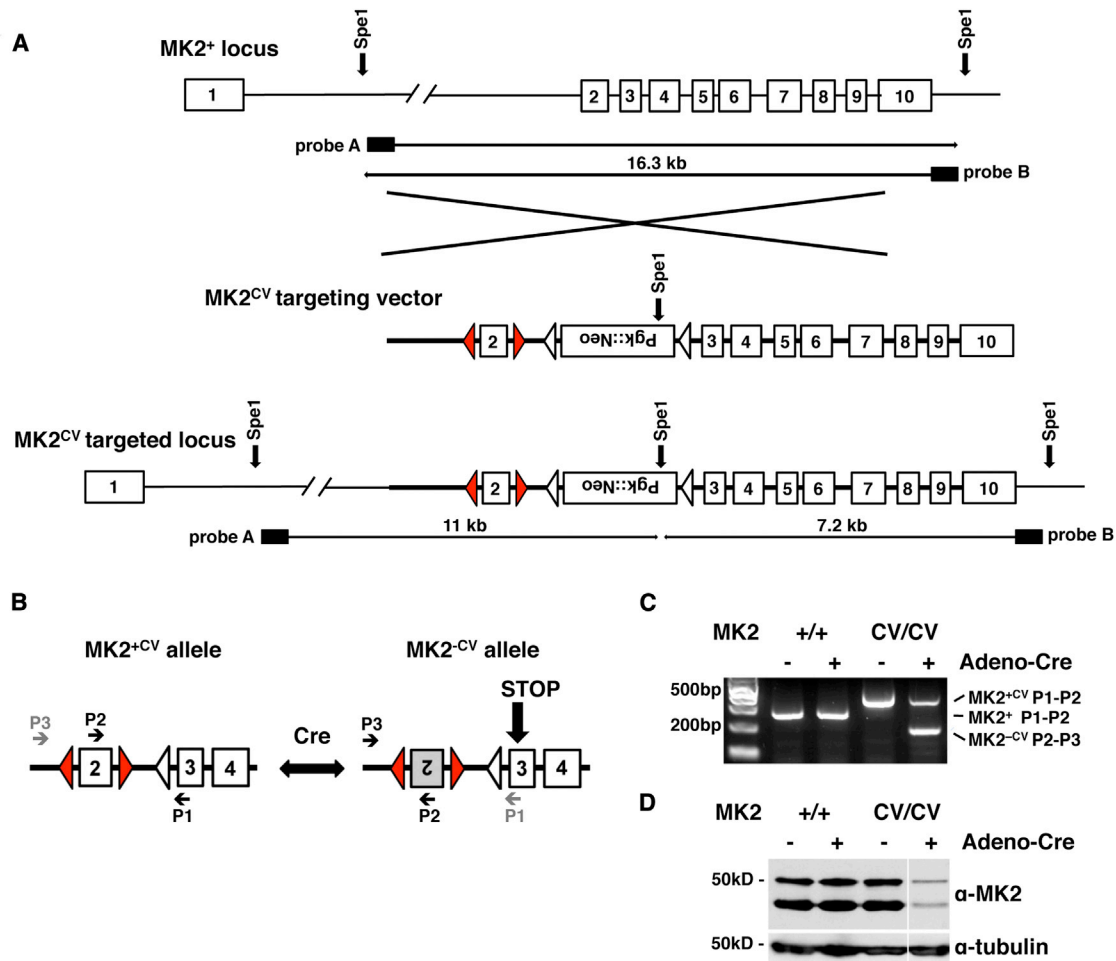 A
MK2+ locus
Spe1
Spe1
1
2 3 4 5 6 7 8 9 10
probe A
16.3 kb
probe B
MK2CV targeting vector
Spe1
2 Pgk::Neo 3 4 5 6 7 8 9 10
MK2CV targeted locus
Spe1
Spe1
Spe1
1 2 Pgk::Neo 3 4 5 6 7 8 9 10
probe A
11 kb
7.2 kb
probe B
B
MK2+CV allele
MK2-CV allele
STOP
P3
P2
2 3 4
P1
Cre
P3
2 3 4
P2
P1
C
MK2 +/+ CV/CV
- + - + Adeno-Cre
500bp
200bp
MK2+CV P1-P2
MK2+ P1-P2
MK2-CV P2-P3
D
MK2 +/+ CV/CV
- + - + Adeno-Cre
50kD -
α-MK2
50kD -
α-tubulin